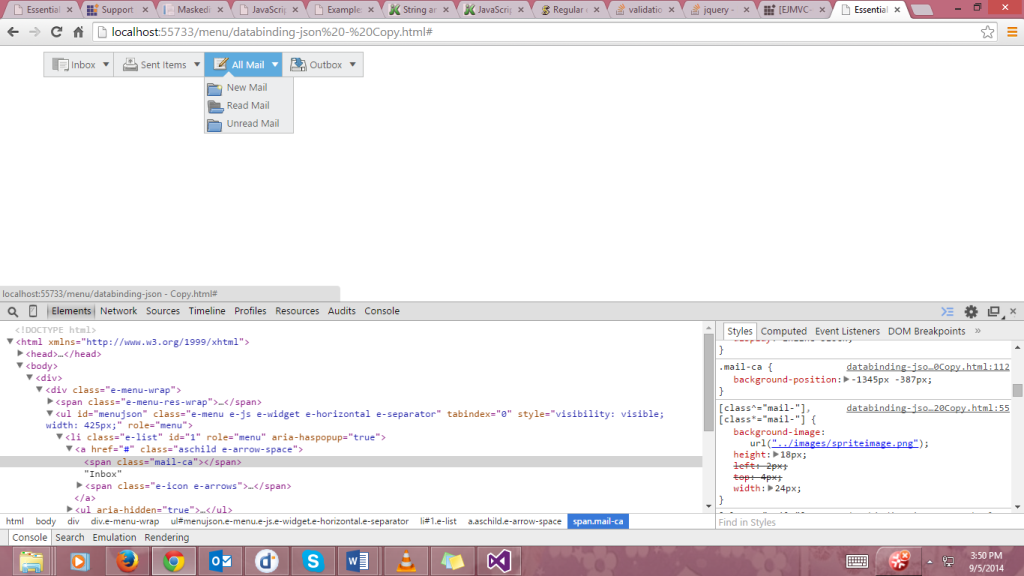 Essential
Support
Maskedi
JavaScrip
Example
String ar
JavaScrip
Regular
validatio
jquery -
[EJMVC-
Essential
localhost:55733/menu/databinding-json%20-%20Copy.html#
Inbox
Sent Items
All Mail
Outbox
New Mail
Read Mail
Unread Mail
localhost:55733/menu/databinding-json - Copy.html#
Elements Network Sources Timeline Profiles Resources Audits Console
<!DOCTYPE html>
<html xmlns="http://www.w3.org/1999/xhtml">
<head>…</head>
<body>
<div>
<div class="e-menu-wrap">
<span class="e-menu-res-wrap">…</span>
<ul id="menujson" class="e-menu e-js e-widget e-horizontal e-separator" tabindex="0" style="visibility: visible;
width: 425px;" role="menu">
<li class="e-list" id="1" role="menu" aria-haspopup="true">
<a href="#" class="aschild e-arrow-space">
<span class="mail-ca"></span>
"Inbox"
<span class="e-icon e-arrows">…</span>
</a>
<ul aria-hidden="true">…</ul>
html body div div.e-menu-wrap ul#menujson.e-menu.e-js.e-widget.e-horizontal.e-separator li#1.e-list a.aschild.e-arrow-space span.mail-ca
Styles Computed Event Listeners DOM Breakpoints »
}
.mail-ca { databinding-jso…0Copy.html:112
background-position: -1345px -387px;
}
[class^="mail-"], databinding-jso…20Copy.html:55
[class*="mail-"] {
background-image:
url("../images/spriteimage.png");
height: 18px;
left: 2px;
top: 4px;
width: 24px;
}
Find in Styles
Console Search Emulation Rendering
3:50 PM
9/5/2014